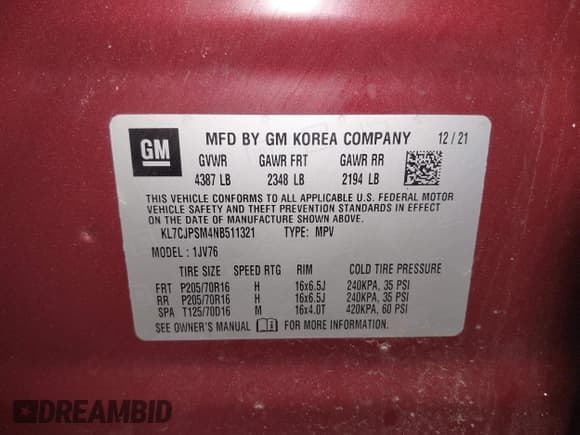 GM
MFD BY GM KOREA COMPANY 12 / 21
GVWR GAWR FRT GAWR RR
4387 LB 2348 LB 2194 LB
THIS VEHICLE CONFORMS TO ALL APPLICABLE U.S. FEDERAL MOTOR
VEHICLE SAFETY AND THEFT PREVENTION STANDARDS IN EFFECT
ON THE DATE OF MANUFACTURE SHOWN ABOVE.
KL7CJPSM4NB511321 TYPE: MPV
MODEL : 1JV76
TIRE SIZE SPEED RTG RIM COLD TIRE PRESSURE
FRT P205/70R16 H 16x6.5J 240KPA, 35 PSI
RR P205/70R16 H 16x6.5J 240KPA, 35 PSI
SPA T125/70D16 M 16x4.0T 420KPA, 60 PSI
SEE OWNER'S MANUAL FOR MORE INFORMATION.
DREAMBID